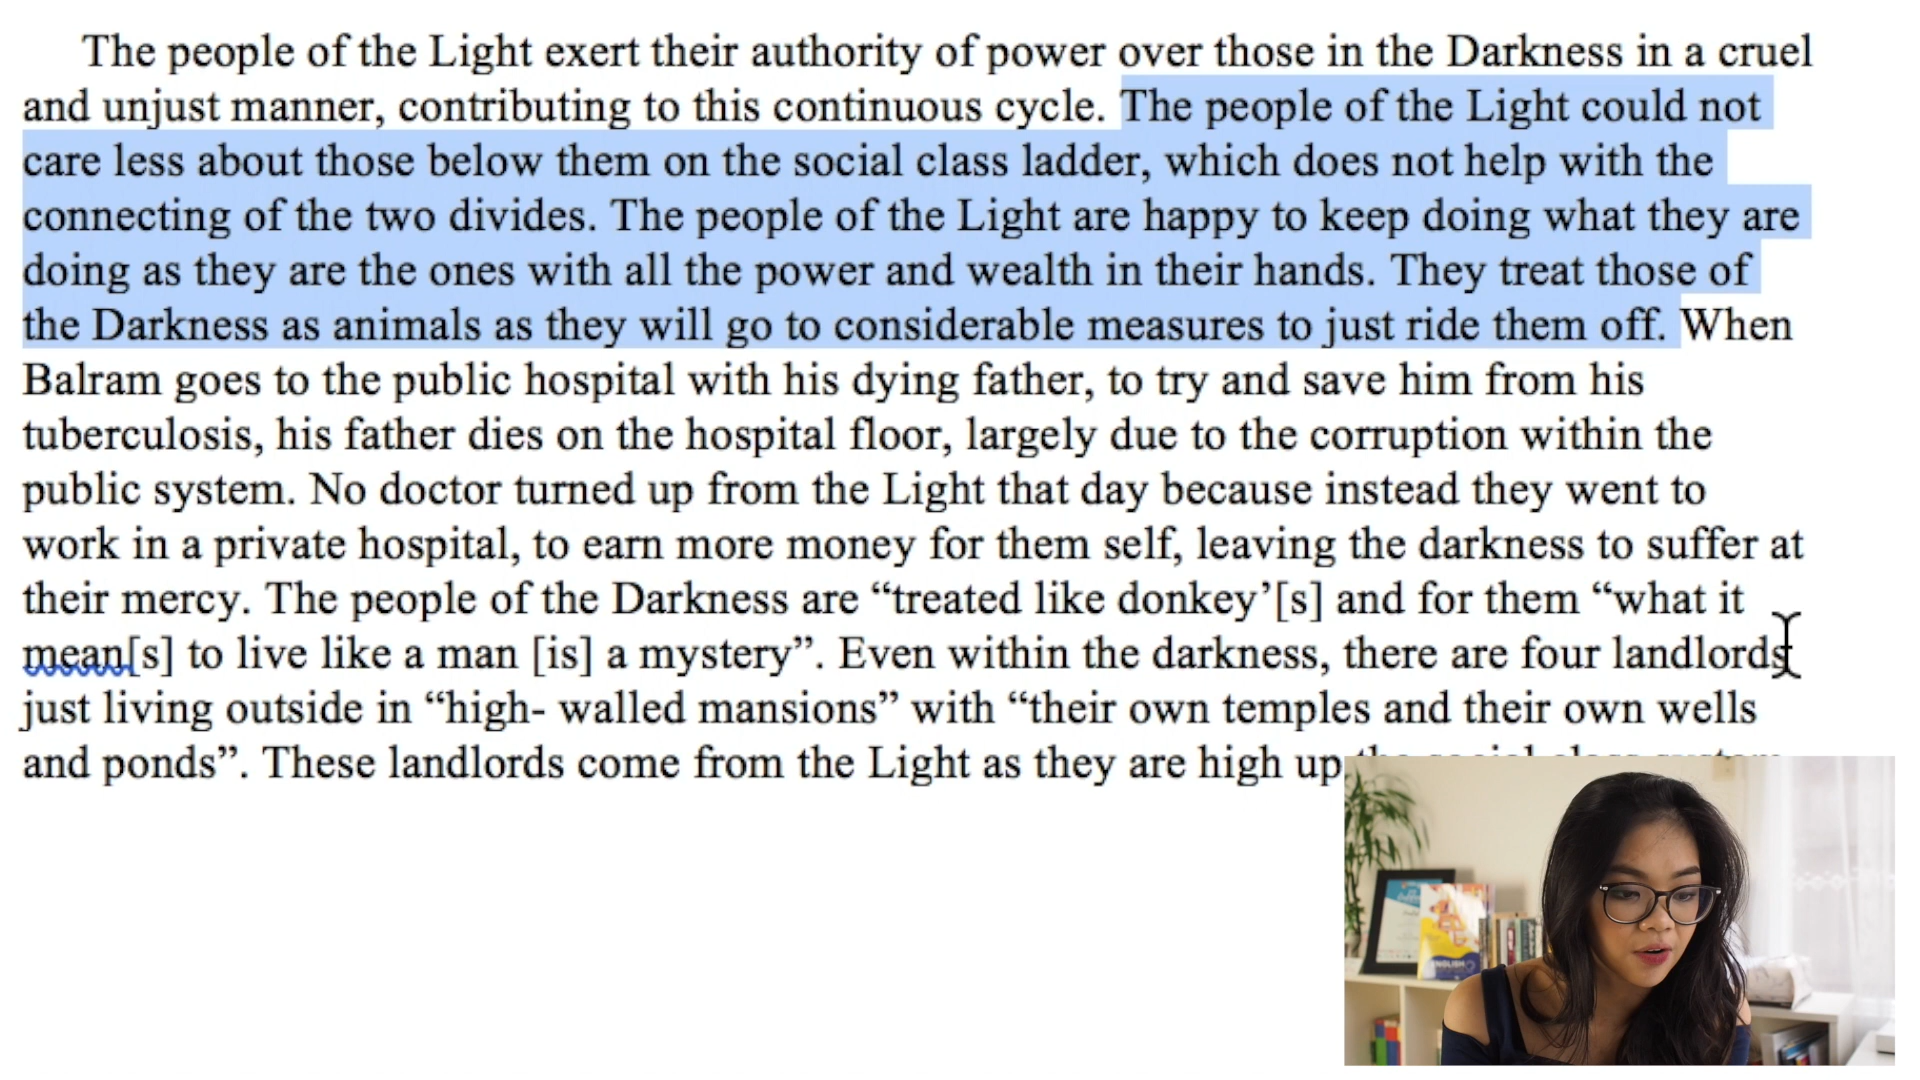 The people of the Light exert their authority of power over those in the Darkness in a cruel
and unjust manner, contributing to this continuous cycle. The people of the Light could not
care less about those below them on the social class ladder, which does not help with the
connecting of the two divides. The people of the Light are happy to keep doing what they are
doing as they are the ones with all the power and wealth in their hands. They treat those of
the Darkness as animals as they will go to considerable measures to just ride them off. When
Balram goes to the public hospital with his dying father, to try and save him from his
tuberculosis, his father dies on the hospital floor, largely due to the corruption within the
public system. No doctor turned up from the Light that day because instead they went to
work in a private hospital, to earn more money for them self, leaving the darkness to suffer at
their mercy. The people of the Darkness are “treated like donkey’[s] and for them “what it
mean[s] to live like a man [is] a mystery”. Even within the darkness, there are four landlords
just living outside in “high- walled mansions” with “their own temples and their own wells
and ponds”. These landlords come from the Light as they are high up the social class system
ENGLISH